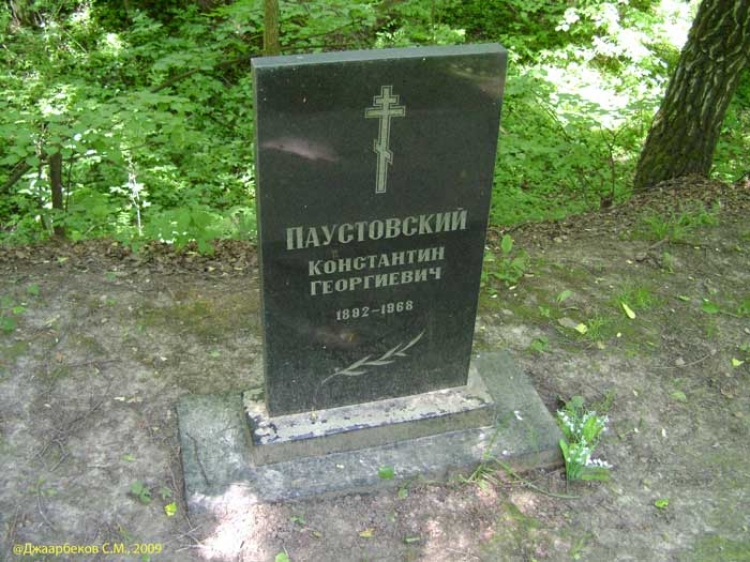 ПАУСТОВСКИЙ
КОНСТАНТИН
ГЕОРГИЕВИЧ
1892-1968
@Джаарбеков С.М., 2009